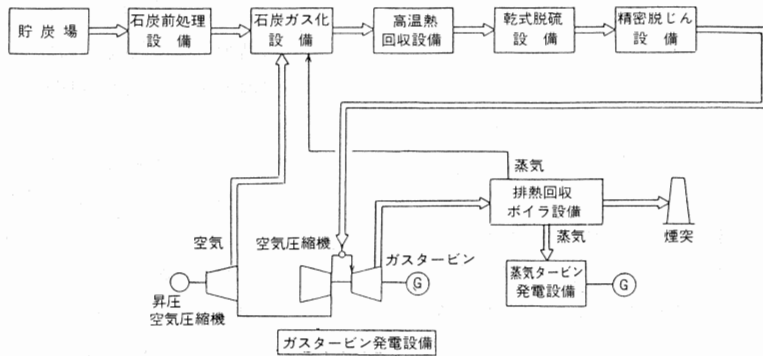 貯炭場
石炭前処理
設備
石炭ガス化
設備
高温熱
回収設備
乾式脱硫
設備
精密脱じん
設備
蒸気
排熱回収
ボイラ設備
煙突
蒸気
空気
空気圧縮機
ガスタービン
G
蒸気タービン
発電設備
G
昇圧
空気圧縮機
ガスタービン発電設備